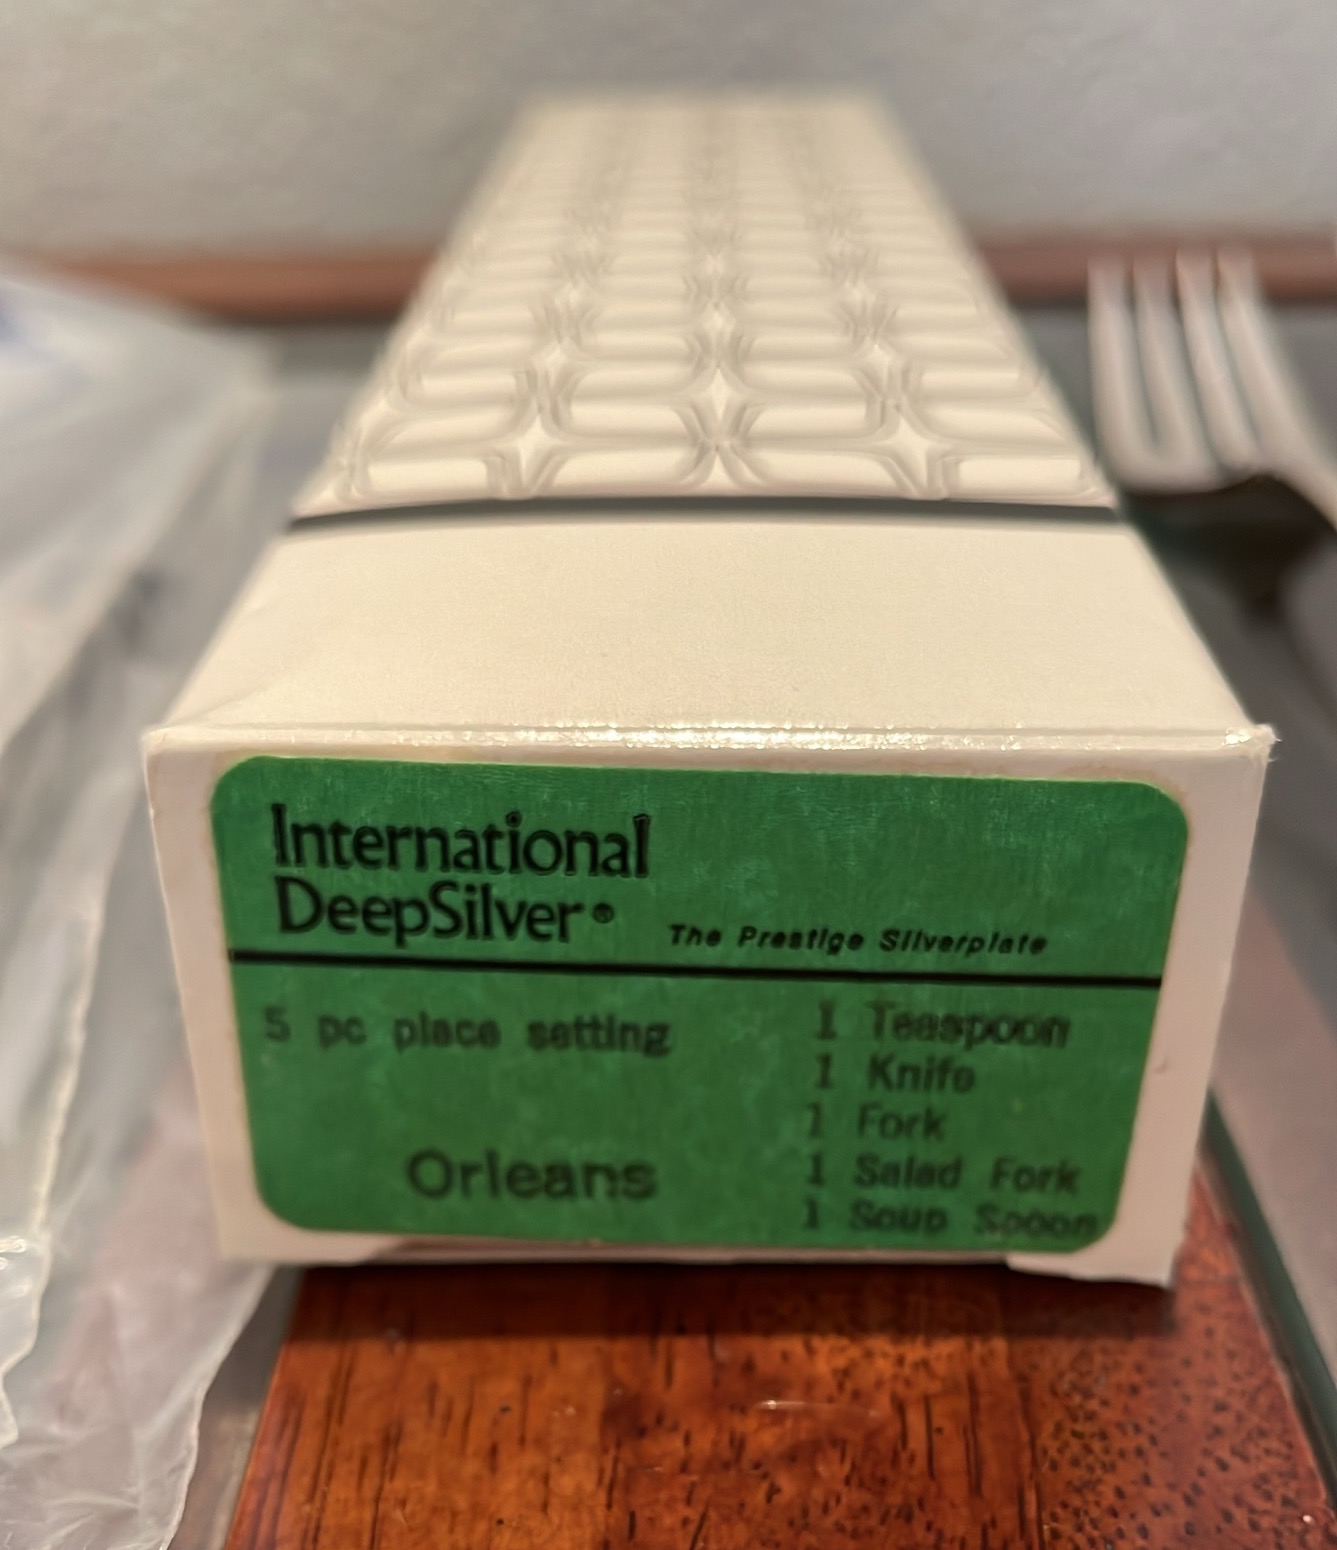 International
DeepSilver®
The Prestige Silverplate
5 pc place setting
Orleans
1 Teaspoon
1 Knife
1 Fork
1 Salad Fork
1 Soup Spoon